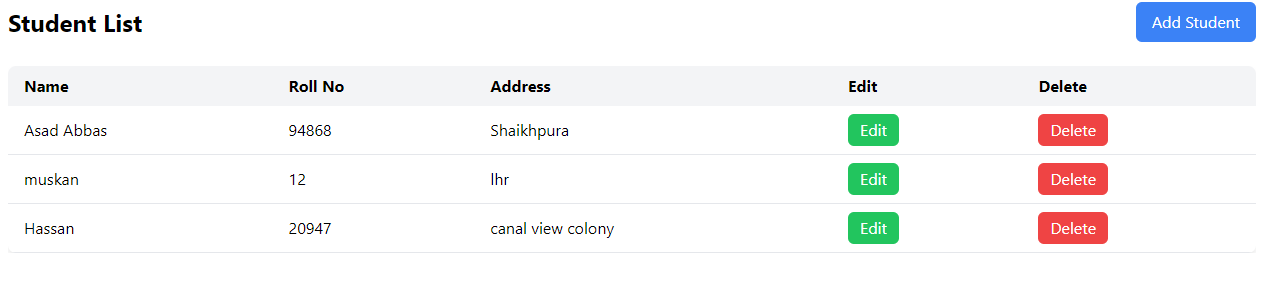 Student List Add Student
Name Roll No Address Edit Delete
Asad Abbas 94868 Shaikhpura Edit Delete
muskan 12 lhr Edit Delete
Hassan 20947 canal view colony Edit Delete